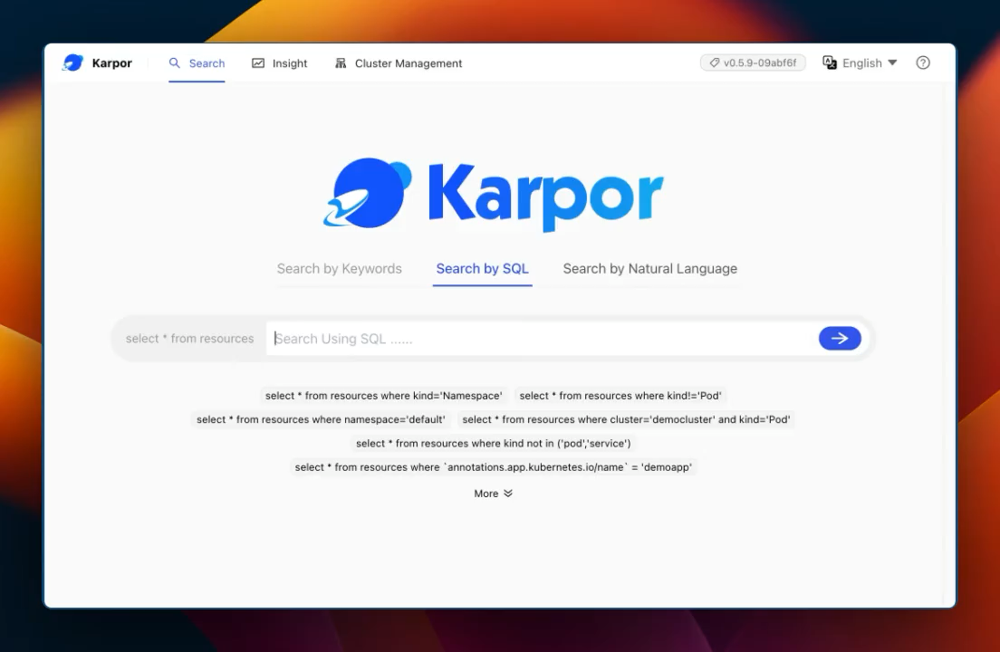 Karpor Search Insight Cluster Management v0.5.9-09abf6f English
Karpor
Search by Keywords Search by SQL Search by Natural Language
select * from resources Search Using SQL ......
select * from resources where kind='Namespace' select * from resources where kind!='Pod'
select * from resources where namespace='default' select * from resources where cluster='democluster' and kind='Pod'
select * from resources where kind not in ('pod','service')
select * from resources where `annotations.app.kubernetes.io/name` = 'demoapp'
More